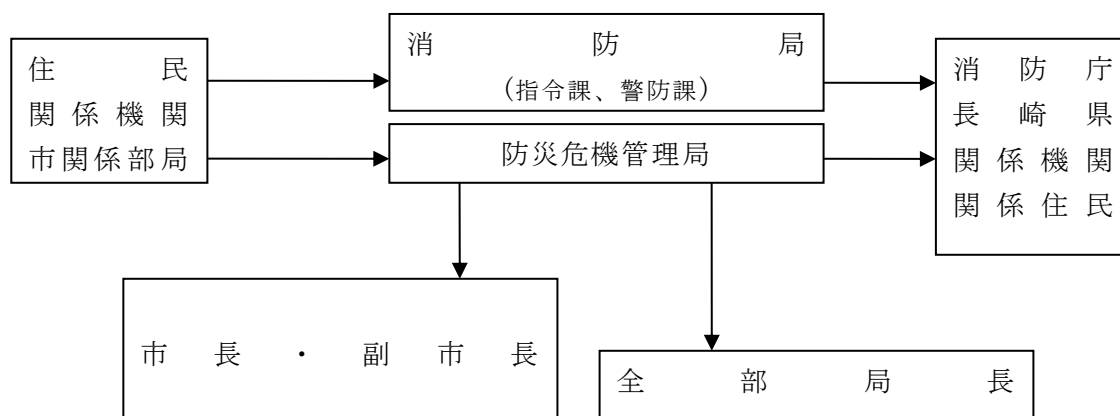 住民
関係機関
市関係部局
消防局
(指令課、警防課)
防災危機管理局
消防庁
長崎県
関係機関
関係住民
市長・副市長
全部局長